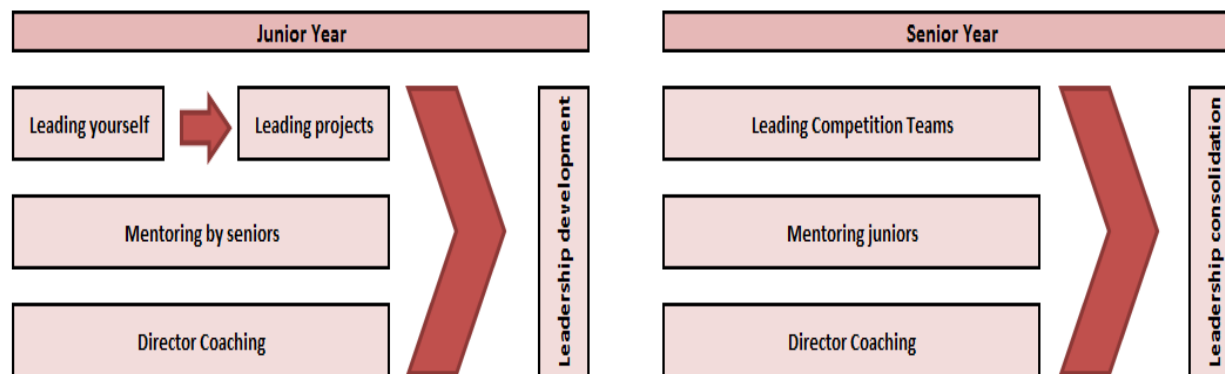 Junior Year
Leading yourself
Leading projects
Mentoring by seniors
Director Coaching
Leadership development
Senior Year
Leading Competition Teams
Mentoring juniors
Director Coaching
Leadership consolidation